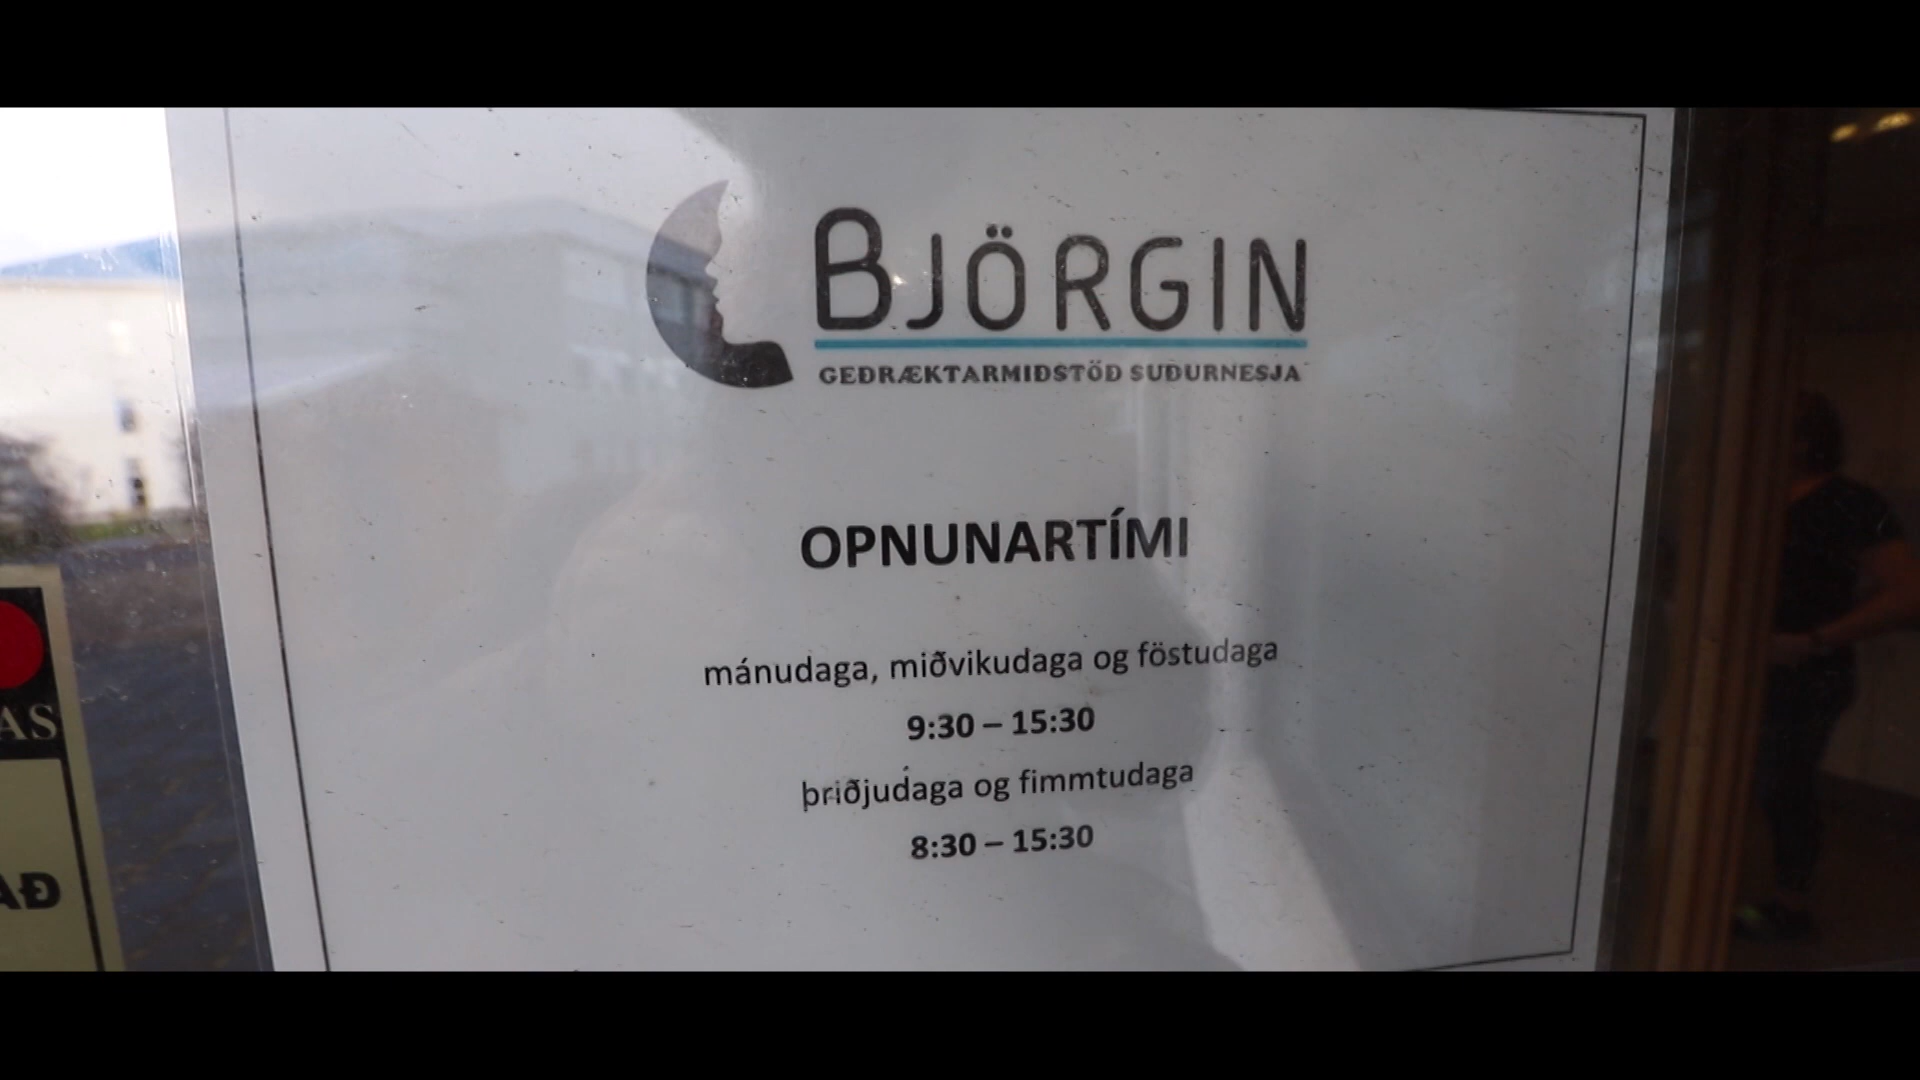 BJÖRGIN
GEÐRÆKTARMIÐSTÖÐ SUÐURNESJA
OPNUNARTÍMI
mánudaga, miðvikudaga og föstudaga
9:30 – 15:30
þriðjudaga og fimmtudaga
8:30 – 15:30
ÁS
AÐ